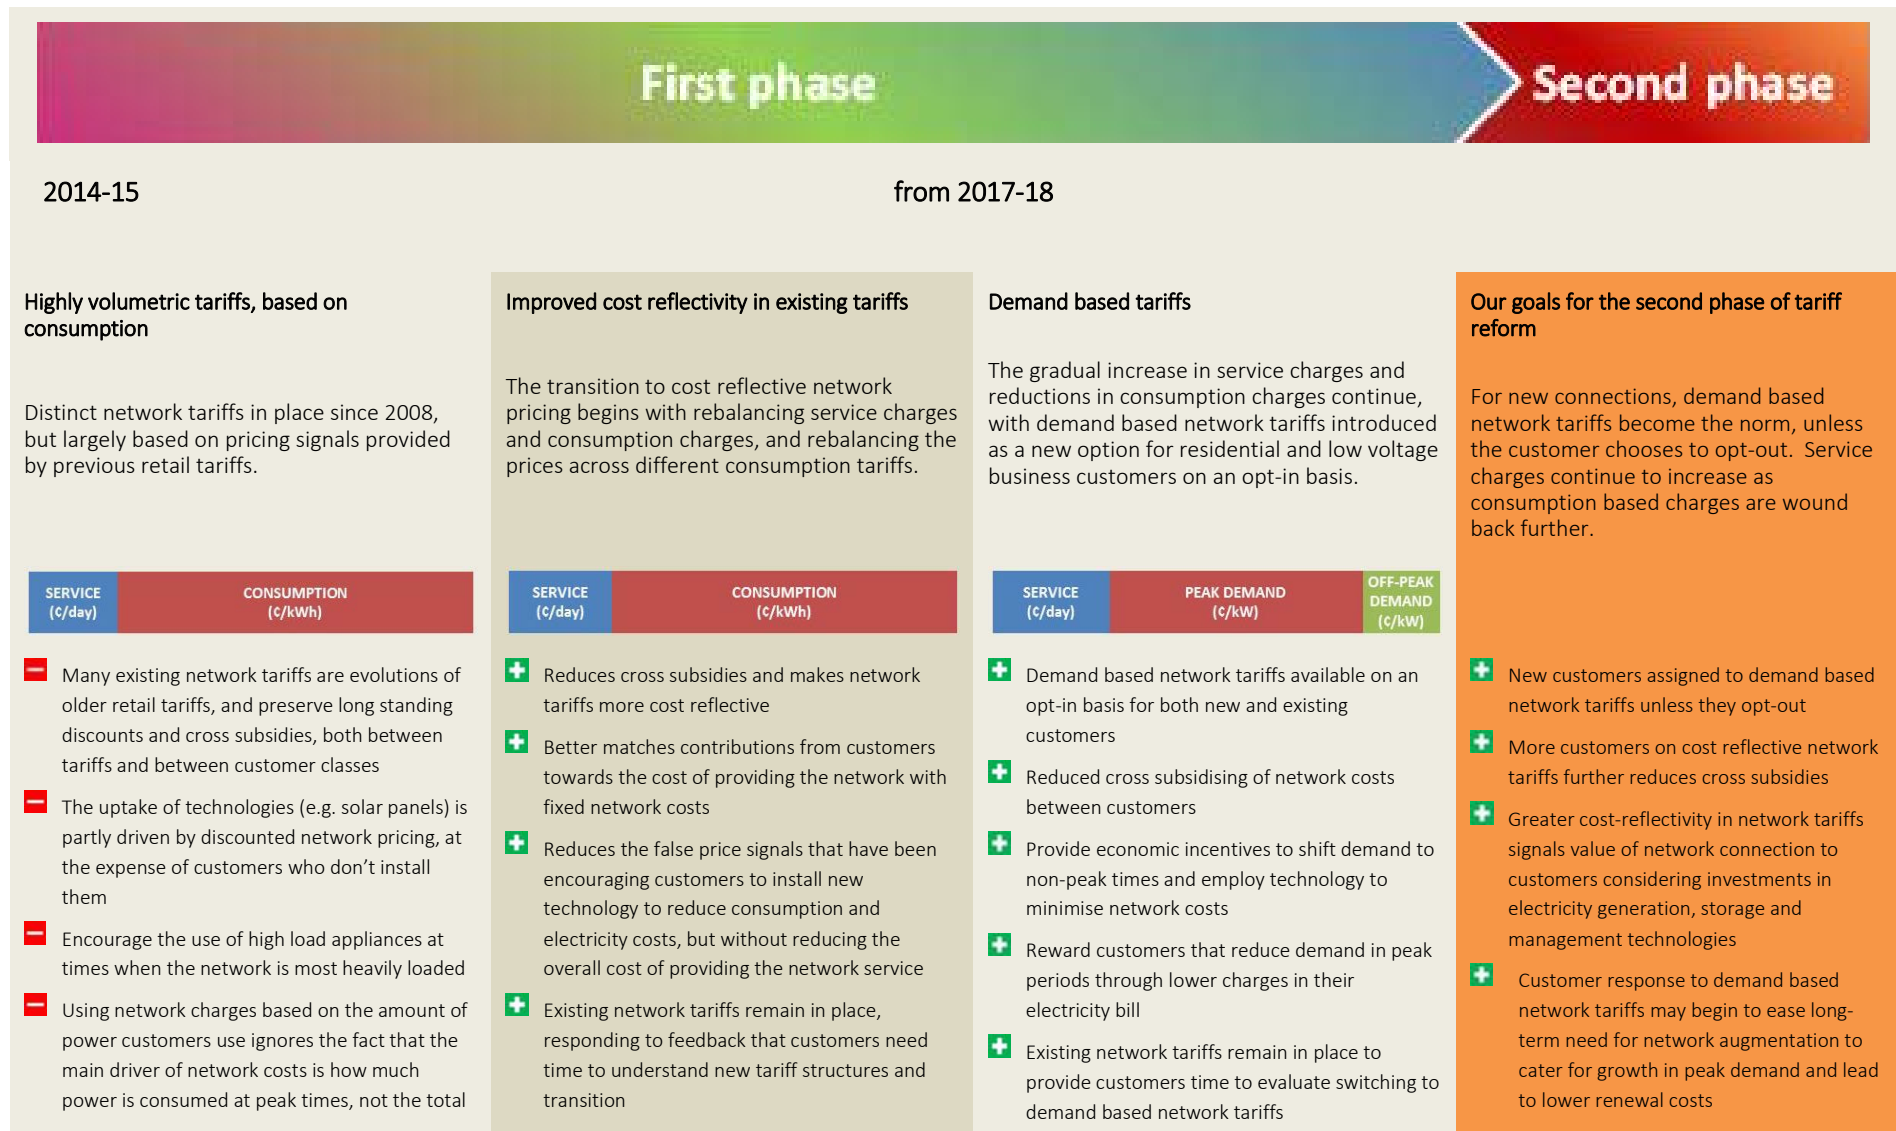 First phase
Second phase
2014-15
from 2017-18
Highly volumetric tariffs, based on
consumption
Distinct network tariffs in place since 2008,
but largely based on pricing signals provided
by previous retail tariffs.
SERVICE
(¢/day)
CONSUMPTION
(¢/kWh)
Many existing network tariffs are evolutions of
older retail tariffs, and preserve long standing
discounts and cross subsidies, both between
tariffs and between customer classes
The uptake of technologies (e.g. solar panels) is
partly driven by discounted network pricing, at
the expense of customers who don't install
them
Encourage the use of high load appliances at
times when the network is most heavily loaded
Using network charges based on the amount of
power customers use ignores the fact that the
main driver of network costs is how much
power is consumed at peak times, not the total
Improved cost reflectivity in existing tariffs
The transition to cost reflective network
pricing begins with rebalancing service charges
and consumption charges, and rebalancing the
prices across different consumption tariffs.
SERVICE
(¢/day)
CONSUMPTION
(¢/kWh)
Reduces cross subsidies and makes network
tariffs more cost reflective
Better matches contributions from customers
towards the cost of providing the network with
fixed network costs
Reduces the false price signals that have been
encouraging customers to install new
technology to reduce consumption and
electricity costs, but without reducing the
overall cost of providing the network service
Existing network tariffs remain in place,
responding to feedback that customers need
time to understand new tariff structures and
transition
Demand based tariffs
The gradual increase in service charges and
reductions in consumption charges continue,
with demand based network tariffs introduced
as a new option for residential and low voltage
business customers on an opt-in basis.
SERVICE
(¢/day)
PEAK DEMAND
(¢/kW)
OFF-PEAK
DEMAND
(¢/kW)
Demand based network tariffs available on an
opt-in basis for both new and existing
customers
Reduced cross subsidising of network costs
between customers
Provide economic incentives to shift demand to
non-peak times and employ technology to
minimise network costs
Reward customers that reduce demand in peak
periods through lower charges in their
electricity bill
Existing network tariffs remain in place to
provide customers time to evaluate switching to
demand based network tariffs
Our goals for the second phase of tariff
reform
For new connections, demand based
network tariffs become the norm, unless
the customer chooses to opt-out. Service
charges continue to increase as
consumption based charges are wound
back further.
New customers assigned to demand based
network tariffs unless they opt-out
More customers on cost reflective network
tariffs further reduces cross subsidies
Greater cost-reflectivity in network tariffs
signals value of network connection to
customers considering investments in
electricity generation, storage and
management technologies
Customer response to demand based
network tariffs may begin to ease long-
term need for network augmentation to
cater for growth in peak demand and lead
to lower renewal costs